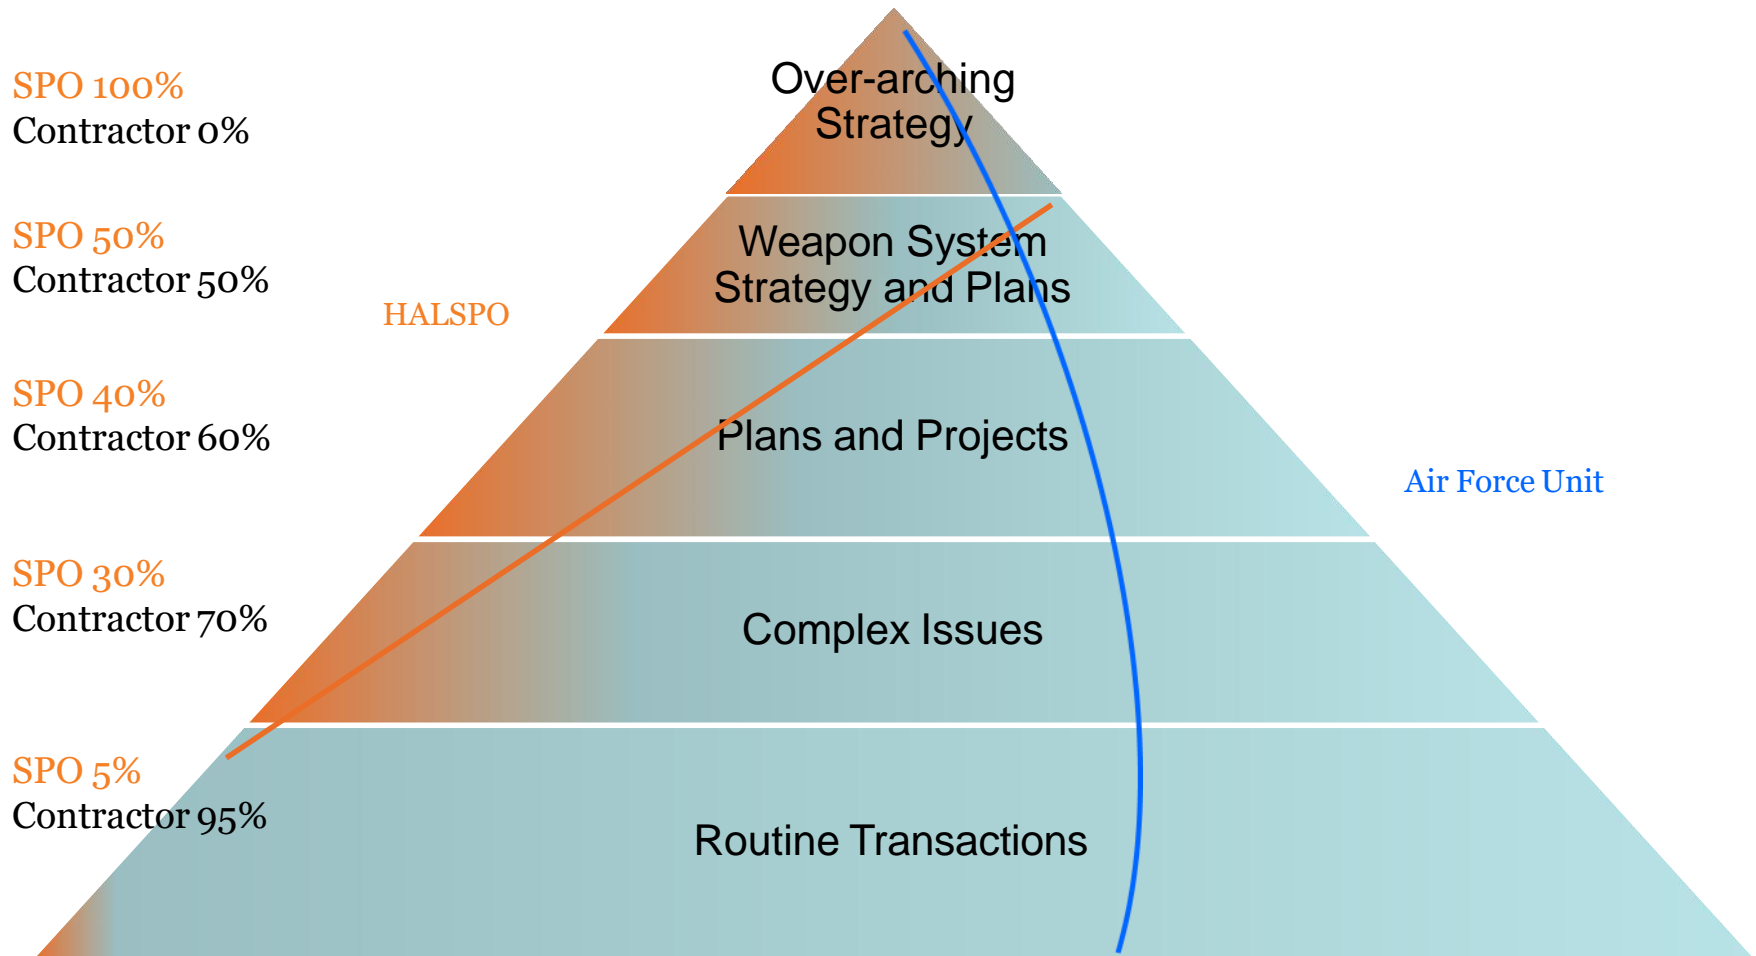 Over-arching
Strategy
SPO 100%
Contractor 0%
Weapon System
Strategy and Plans
SPO 50%
Contractor 50%
HALSPO
SPO 40%
Contractor 60%
Plans and Projects
Air Force Unit
SPO 30%
Contractor 70%
Complex Issues
SPO 5%
Contractor 95%
Routine Transactions